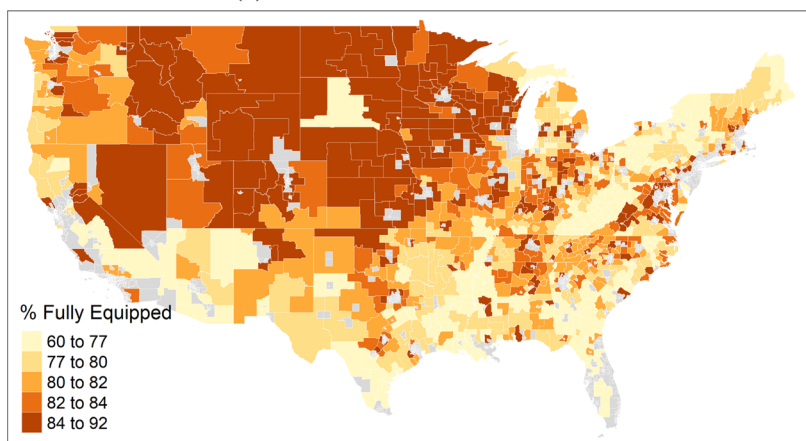 % Fully Equipped
60 to 77
77 to 80
80 to 82
82 to 84
84 to 92